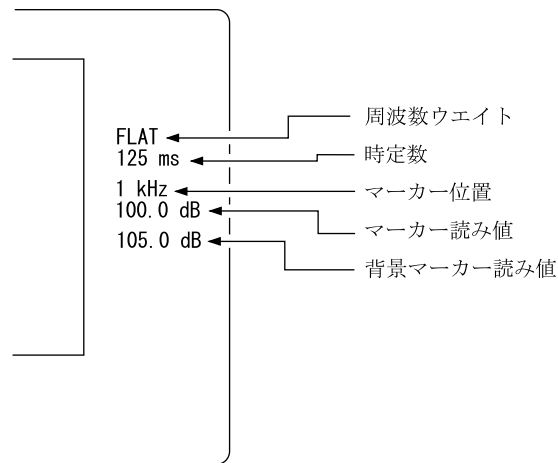 FLAT
125 ms
1 kHz
100.0 dB
105.0 dB
周波数ウエイト
時定数
マーカー位置
マーカー読み値
背景マーカー読み値